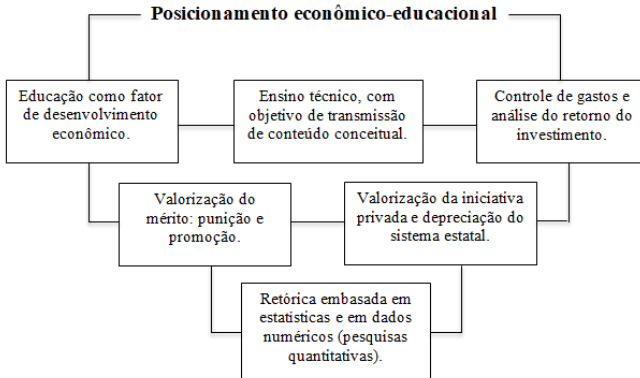 Posicionamento econômico-educacional
Educação como fator
de desenvolvimento
econômico.
Ensino técnico, com
objetivo de transmissão
de conteúdo conceitual.
Controle de gastos e
análise do retorno do
investimento.
Valorização do
mérito: punição e
promoção.
Valorização da iniciativa
privada e depreciação do
sistema estatal.
Retórica embasada em
estatísticas e em dados
numéricos (pesquisas
quantitativas).